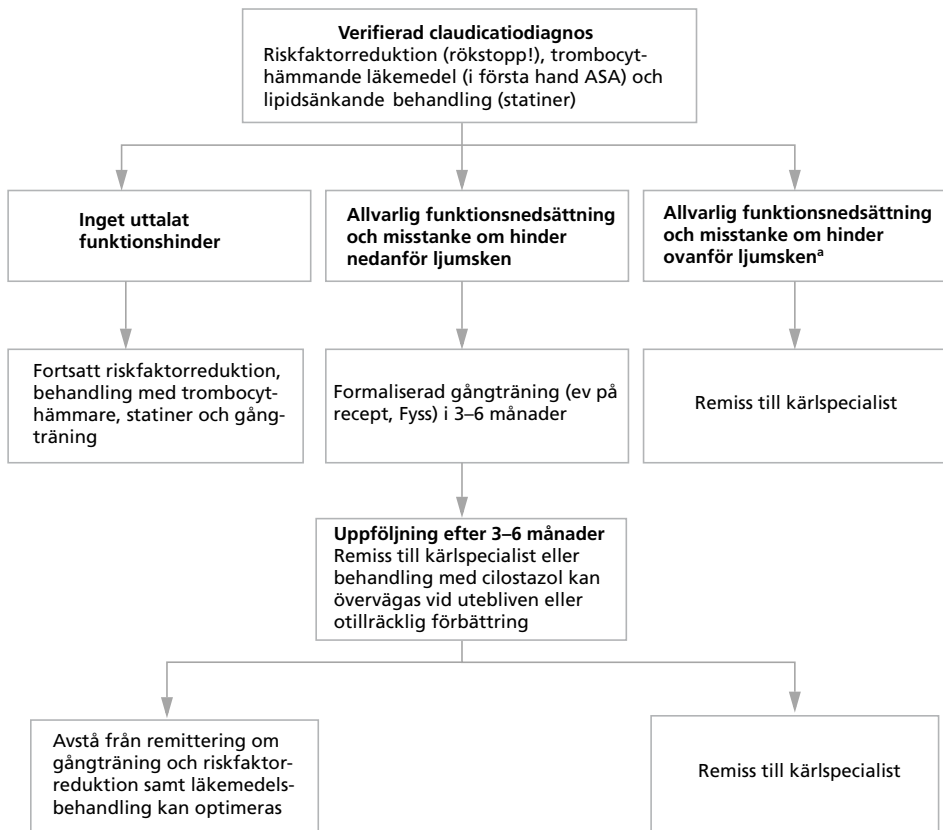 Verifierad claudicatiodiagnos
Riskfaktorreduktion (rökstopp!), trombocyt-
hämmande läkemedel (i första hand ASA) och
lipidsänkande behandling (statiner)
Inget uttalat
funktionshinder
Allvarlig funktionsnedsättning
och misstanke om hinder
nedanför ljumsken
Allvarlig funktionsnedsättning
och misstanke om hinder
ovanför ljumskenᵃ
Fortsatt riskfaktorreduktion,
behandling med trombocyt-
hämmare, statiner och gång-
träning
Formaliserad gångträning (ev på
recept, Fyss) i 3–6 månader
Remiss till kärlspecialist
Uppföljning efter 3–6 månader
Remiss till kärlspecialist eller
behandling med cilostazol kan
övervägas vid utebliven eller
otillräcklig förbättring
Avstå från remittering om
gångträning och riskfaktor-
reduktion samt läkemedels-
behandling kan optimeras
Remiss till kärlspecialist